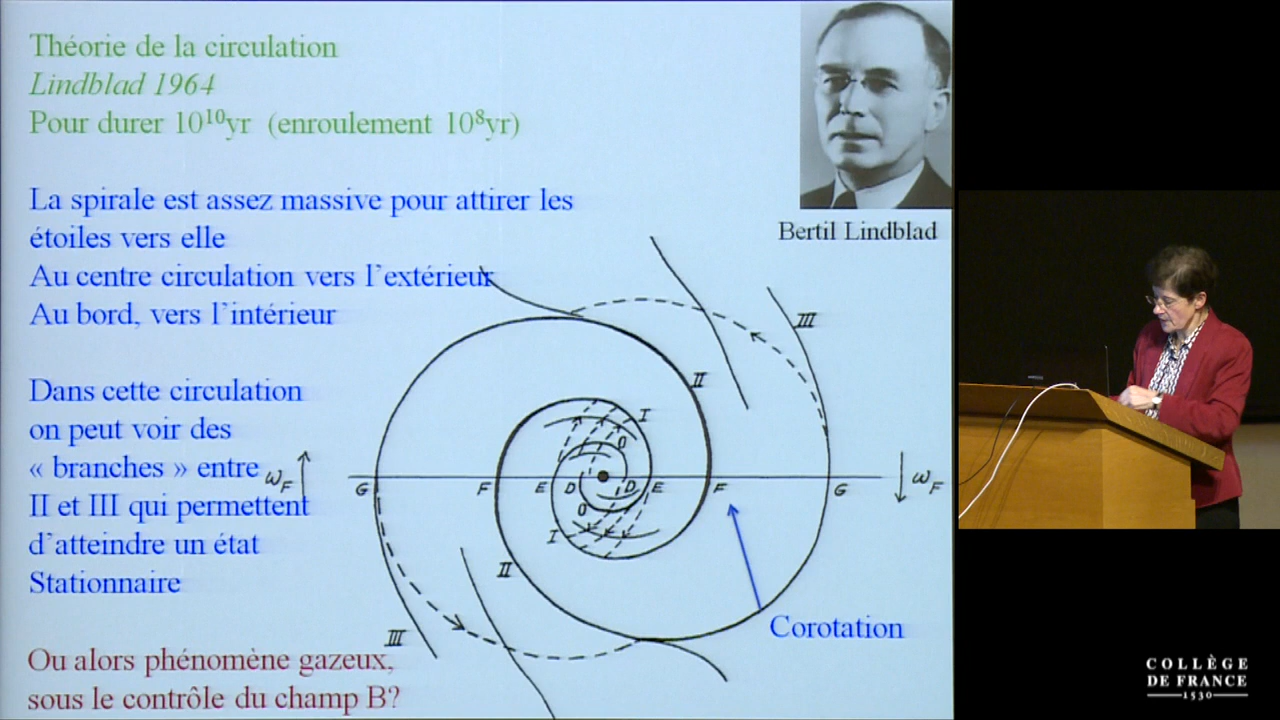 Théorie de la circulation
Lindblad 1964
Pour durer 10¹⁰yr (enroulement 10⁸yr)
La spirale est assez massive pour attirer les
étoiles vers elle
Au centre circulation vers l'extérieur
Au bord, vers l'intérieur
Dans cette circulation
on peut voir des
« branches » entre
II et III qui permettent
d'atteindre un état
Stationnaire
Ou alors phénomène gazeux,
sous le contrôle du champ B?
Bertil Lindblad
III
II
I
0
ω_F
G F E D D E F G
ω_F
0
I
II
III
Corotation
COLLÈGE
DE FRANCE
1530